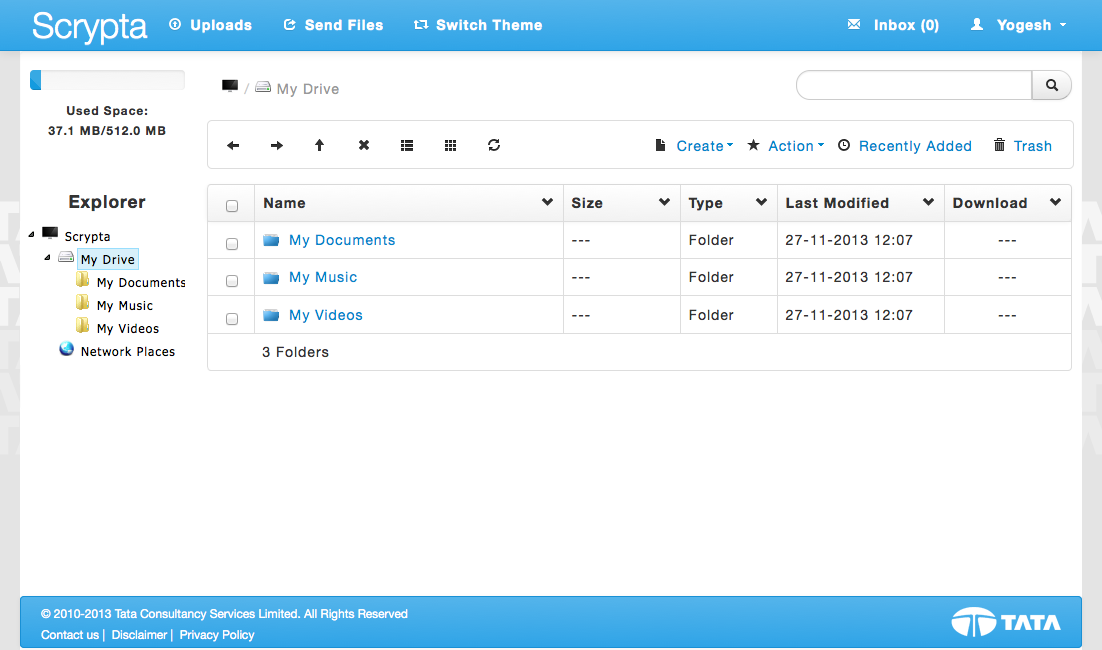 Scrypta Uploads Send Files Switch Theme Inbox (0) Yogesh
Used Space:
37.1 MB/512.0 MB
Explorer
Scrypta
My Drive
My Documents
My Music
My Videos
Network Places
/ My Drive
Create Action Recently Added Trash
Name Size Type Last Modified Download
My Documents --- Folder 27-11-2013 12:07 ---
My Music --- Folder 27-11-2013 12:07 ---
My Videos --- Folder 27-11-2013 12:07 ---
3 Folders
© 2010-2013 Tata Consultancy Services Limited. All Rights Reserved
Contact us | Disclaimer | Privacy Policy
TATA